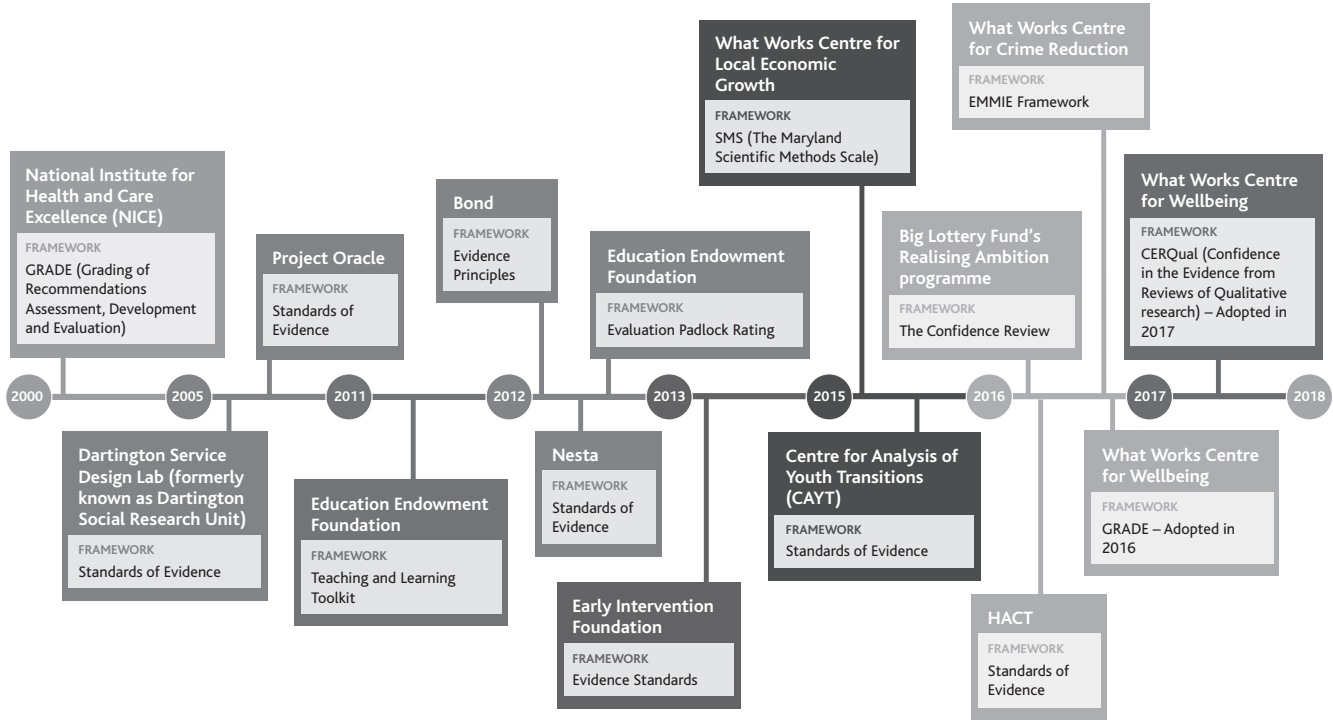 What Works Centre
for Crime Reduction
FRAMEWORK
EMMIE Framework
What Works Centre for
Local Economic
Growth
FRAMEWORK
SMS (The Maryland
Scientific Methods Scale)
National Institute for
Health and Care
Excellence (NICE)
FRAMEWORK
GRADE (Grading of
Recommendations
Assessment, Development
and Evaluation)
Project Oracle
FRAMEWORK
Standards of
Evidence
Bond
FRAMEWORK
Evidence
Principles
Education Endowment
Foundation
FRAMEWORK
Evaluation Padlock Rating
Big Lottery Fund’s
Realising Ambition
programme
FRAMEWORK
The Confidence Review
What Works Centre
for Wellbeing
FRAMEWORK
CERQual (Confidence
in the Evidence from
Reviews of Qualitative
research) – Adopted in
2017
2000
2005
2011
2012
2013
2015
2016
2017
2018
Dartington Service
Design Lab (formerly
known as Dartington
Social Research Unit)
FRAMEWORK
Standards of Evidence
Education Endowment
Foundation
FRAMEWORK
Teaching and Learning
Toolkit
Nesta
FRAMEWORK
Standards of
Evidence
Early Intervention
Foundation
FRAMEWORK
Evidence Standards
Centre for Analysis of
Youth Transitions
(CAYT)
FRAMEWORK
Standards of Evidence
HACT
FRAMEWORK
Standards of
Evidence
What Works Centre
for Wellbeing
FRAMEWORK
GRADE – Adopted in
2016